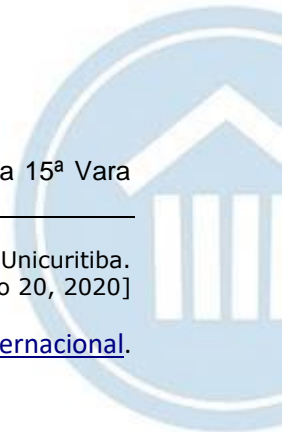 a 15ª Vara
Unicuritiba.
o 20, 2020]
ernacional.